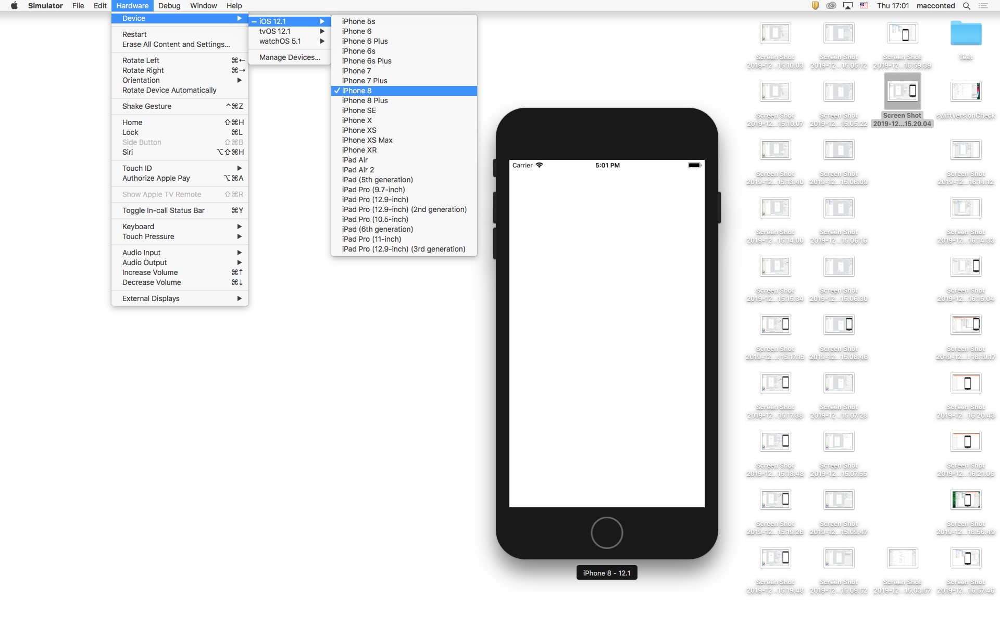 Simulator File Edit Hardware Debug Window Help Thu 17:01 macconted
Device
Restart
Erase All Content and Settings...
Rotate Left ⌘←
Rotate Right ⌘→
Orientation
Rotate Device Automatically
Shake Gesture ^⌘Z
Home ⇧⌘H
Lock ⌘L
Side Button ⇧⌘B
Siri ⌥⇧⌘H
Touch ID
Authorize Apple Pay ⌥⌘A
Show Apple TV Remote ⇧⌘R
Toggle In-call Status Bar ⌘Y
Keyboard
Touch Pressure
Audio Input
Audio Output
Increase Volume ⌘↑
Decrease Volume ⌘↓
External Displays
iOS 12.1
tvOS 12.1
watchOS 5.1
Manage Devices...
iPhone 5s
iPhone 6
iPhone 6 Plus
iPhone 6s
iPhone 6s Plus
iPhone 7
iPhone 7 Plus
✓ iPhone 8
iPhone 8 Plus
iPhone SE
iPhone X
iPhone XS
iPhone XS Max
iPhone XR
iPad Air
iPad Air 2
iPad (5th generation)
iPad Pro (9.7-inch)
iPad Pro (12.9-inch)
iPad Pro (12.9-inch) (2nd generation)
iPad Pro (10.5-inch)
iPad (6th generation)
iPad Pro (11-inch)
iPad Pro (12.9-inch) (3rd generation)
Carrier 5:01 PM
iPhone 8 - 12.1
Screen Shot Screen Shot Screen Shot Test
2019-12...15.10.03 2019-12...15.05.12 2019-12...16.59.39
Screen Shot Screen Shot Screen Shot swiftVersionCheck
2019-12...15.10.07 2019-12...15.05.22 2019-12...15.20.04
Screen Shot Screen Shot Screen Shot
2019-12...15.13.40 2019-12...15.06.09 2019-12...16.14.12
Screen Shot Screen Shot Screen Shot
2019-12...15.14.00 2019-12...15.06.16 2019-12...16.14.33
Screen Shot Screen Shot Screen Shot
2019-12...15.15.34 2019-12...15.06.30 2019-12...16.15.04
Screen Shot Screen Shot Screen Shot
2019-12...t 15.17.15 2019-12...15.06.46 2019-12...t 16.19.17
Screen Shot Screen Shot Screen Shot
2019-12...15.17.38 2019-12...15.07.28 2019-12...16.20.43
Screen Shot Screen Shot Screen Shot
2019-12...15.18.48 2019-12...15.07.55 2019-12...16.21.06
Screen Shot Screen Shot Screen Shot
2019-12...15.19.26 2019-12...15.09.47 2019-12...16.56.49
Screen Shot Screen Shot Screen Shot Screen Shot
2019-12...15.19.48 2019-12...15.09.52 2019-12...15.03.57 2019-12...16.57.46